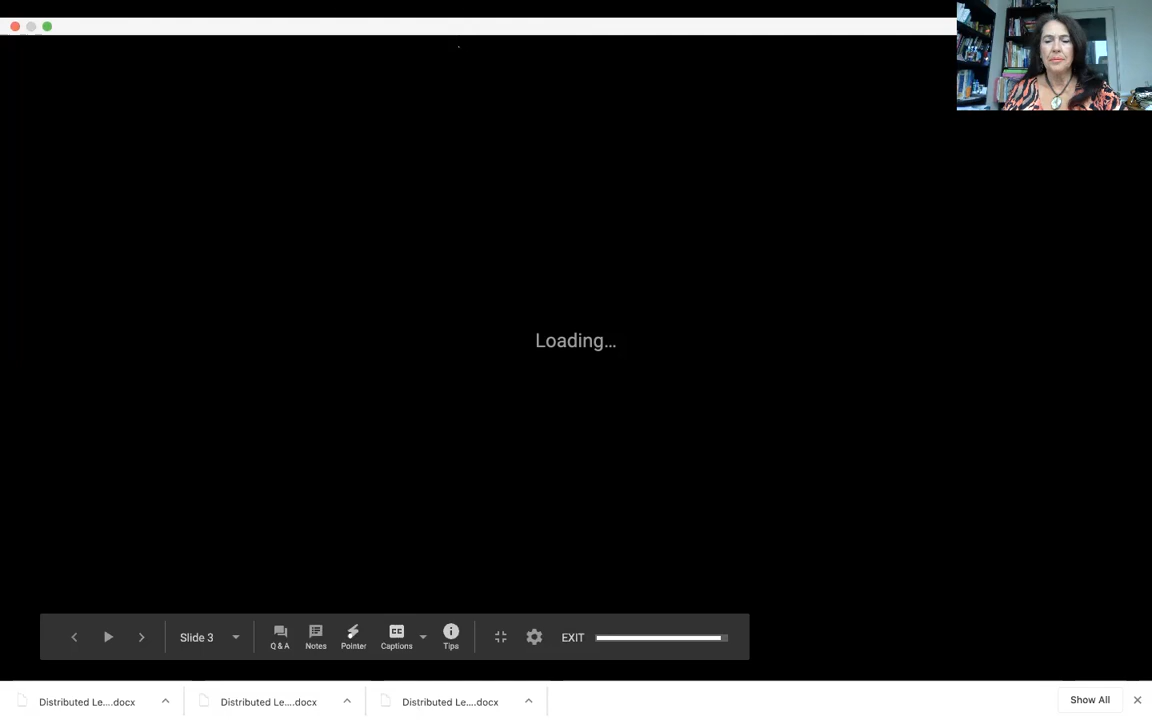 Loading...
Slide 3
Q & A
Notes
Pointer
CC
Captions
Tips
EXIT
Distributed Le....docx
Distributed Le....docx
Distributed Le....docx
Show All